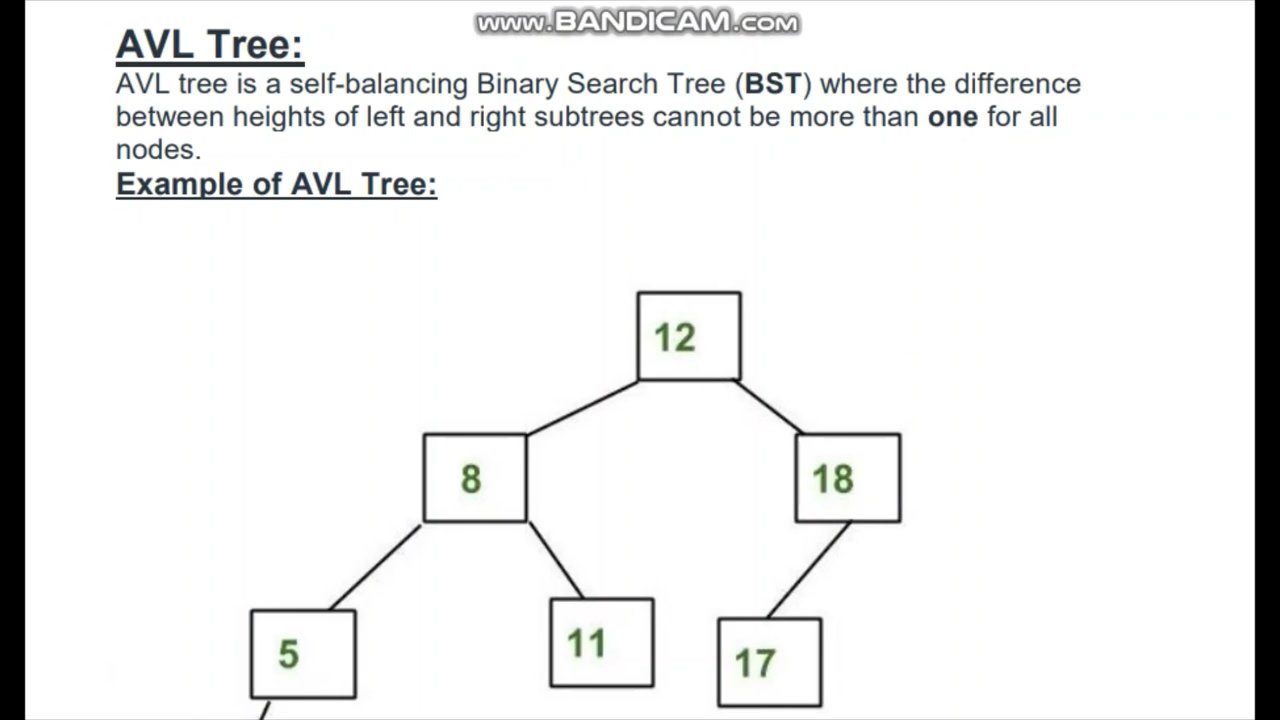 www.BANDICAM.com
AVL Tree:
AVL tree is a self-balancing Binary Search Tree (BST) where the difference
between heights of left and right subtrees cannot be more than one for all
nodes.
Example of AVL Tree:
12
8
18
5
11
17